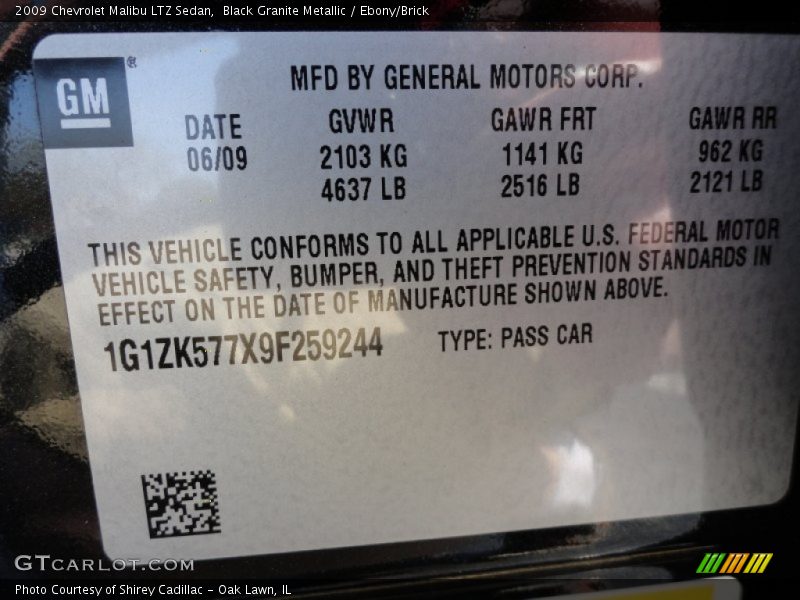 2009 Chevrolet Malibu LTZ Sedan, Black Granite Metallic / Ebony/Brick
GM ®
MFD BY GENERAL MOTORS CORP.
DATE GVWR GAWR FRT GAWR RR
06/09 2103 KG 1141 KG 962 KG
4637 LB 2516 LB 2121 LB
THIS VEHICLE CONFORMS TO ALL APPLICABLE U.S. FEDERAL MOTOR
VEHICLE SAFETY, BUMPER, AND THEFT PREVENTION STANDARDS IN
EFFECT ON THE DATE OF MANUFACTURE SHOWN ABOVE.
1G1ZK577X9F259244 TYPE: PASS CAR
GTCARLOT.COM
Photo Courtesy of Shirey Cadillac - Oak Lawn, IL